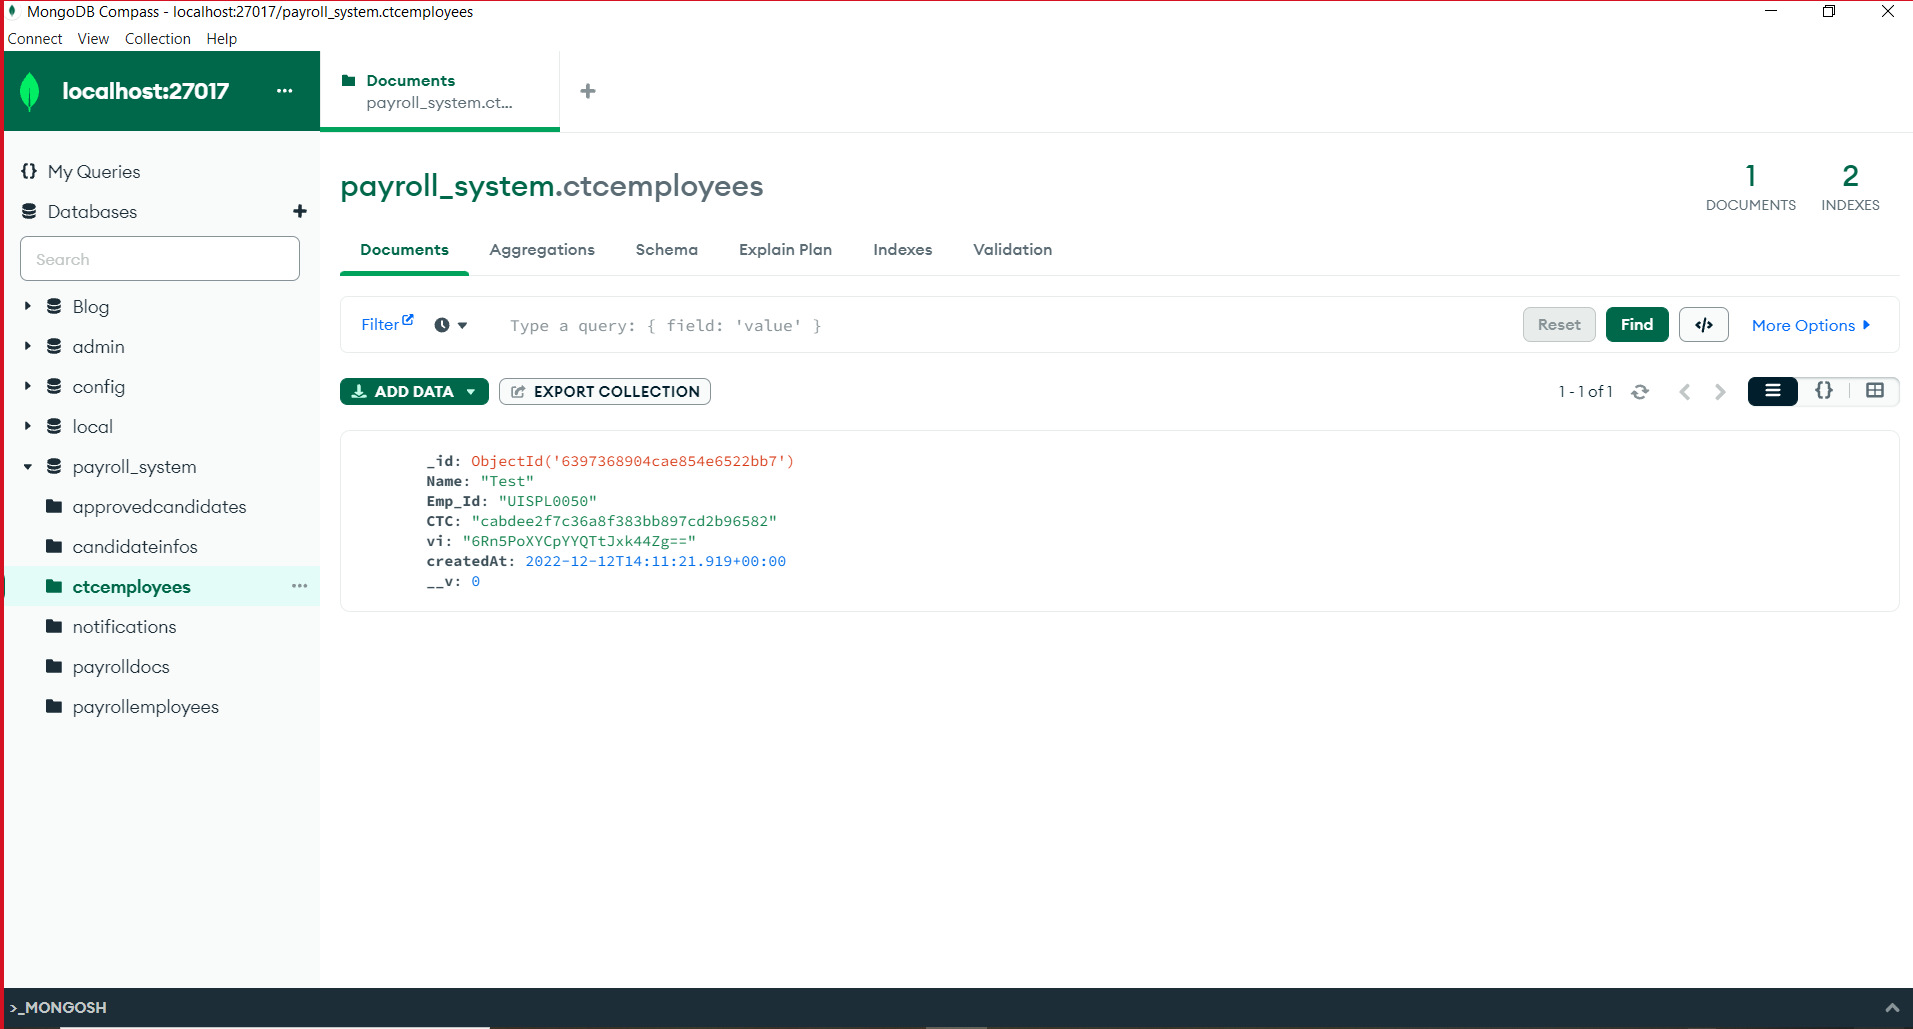 MongoDB Compass - localhost:27017/payroll_system.ctcemployees
Connect View Collection Help
localhost:27017 ...
Documents
payroll_system.ct...
My Queries
Databases
Search
Blog
admin
config
local
payroll_system
approvedcandidates
candidateinfos
ctcemployees
notifications
payrolldocs
payrollemployees
payroll_system.ctcemployees
1
DOCUMENTS
2
INDEXES
Documents Aggregations Schema Explain Plan Indexes Validation
Filter Type a query: { field: 'value' } Reset Find </> More Options
ADD DATA EXPORT COLLECTION 1 - 1 of 1 {}
_id: ObjectId('6397368904cae854e6522bb7')
Name: "Test"
Emp_Id: "UISPL0050"
CTC: "cabdee2f7c36a8f383bb897cd2b96582"
vi: "6Rn5PoXYCpYYQTtJxk44Zg=="
createdAt: 2022-12-12T14:11:21.919+00:00
__v: 0
>_MONGOSH